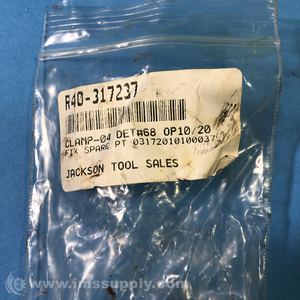 R40-317237
CLAMP-04 DET#68 OP10/20
FIX SPARE PT 03172010100037
JACKSON TOOL SALES
© www.imssupply.com